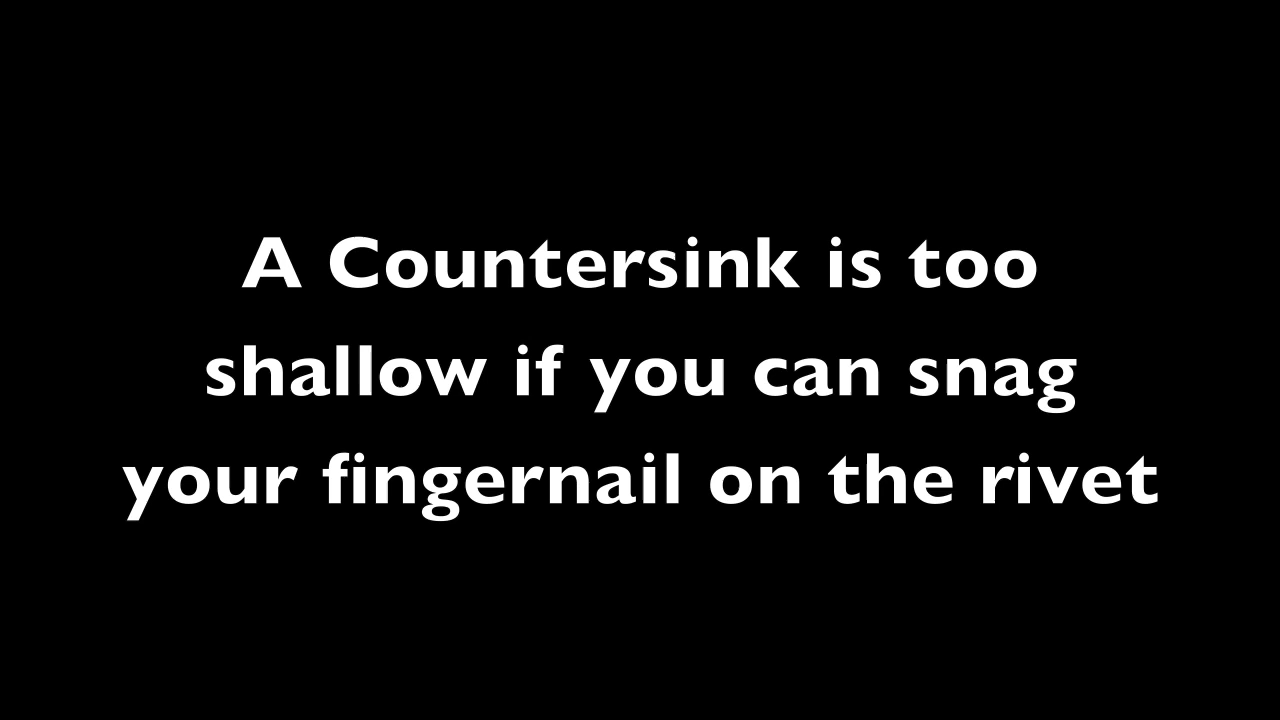 A Countersink is too
shallow if you can snag
your fingernail on the rivet